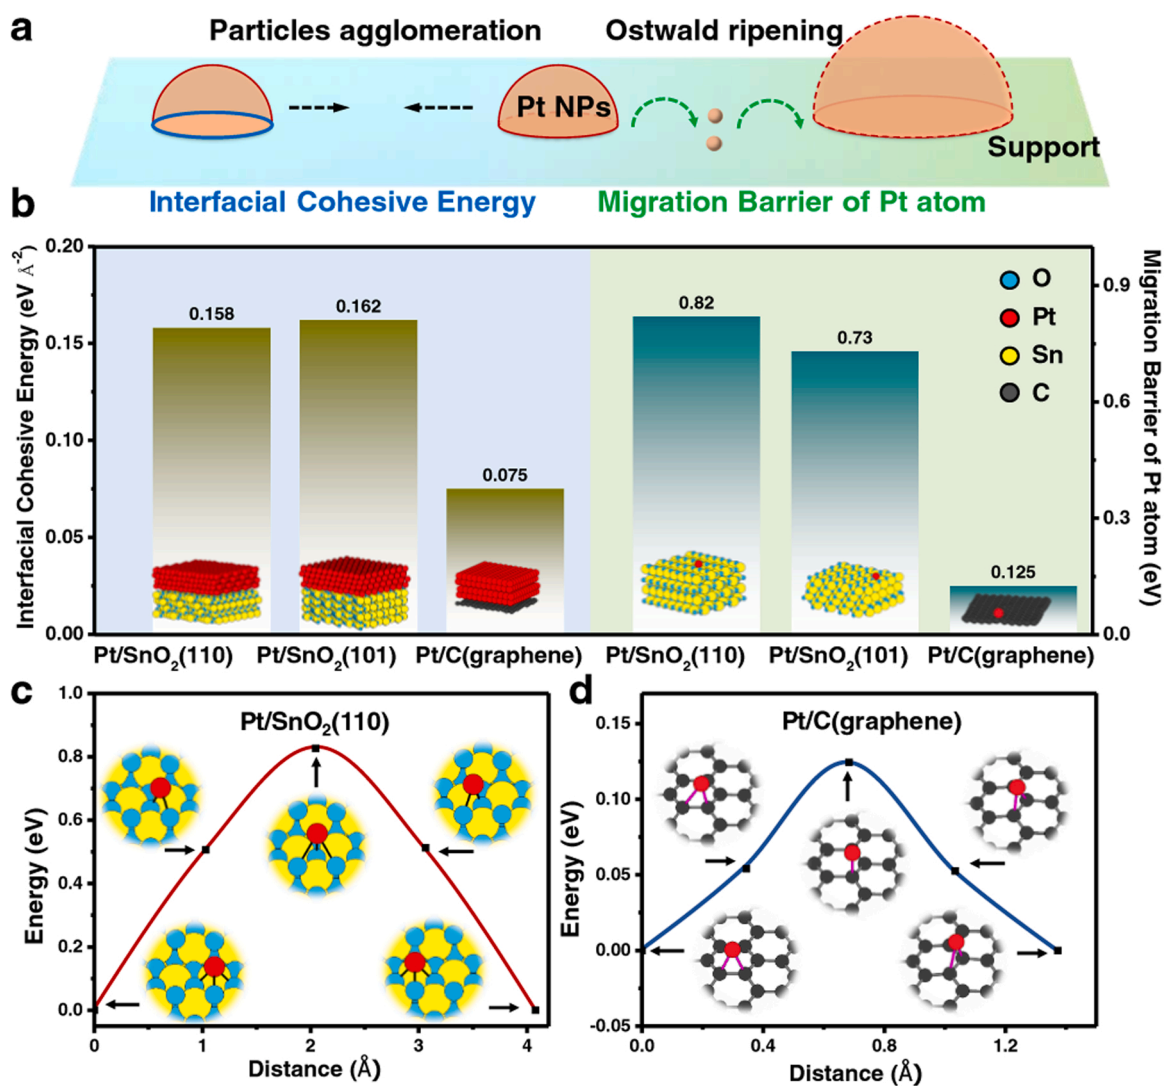 a
Particles agglomeration
Ostwald ripening
Pt NPs
Support
Interfacial Cohesive Energy
Migration Barrier of Pt atom
b
Interfacial Cohesive Energy (eV Å⁻²)
0.20
0.15
0.10
0.05
0.00
0.158
0.162
0.075
0.82
0.73
0.125
O
Pt
Sn
C
0.9
0.6
0.3
0.0
Migration Barrier of Pt atom (eV)
Pt/SnO₂(110)
Pt/SnO₂(101)
Pt/C(graphene)
Pt/SnO₂(110)
Pt/SnO₂(101)
Pt/C(graphene)
c
Pt/SnO₂(110)
Energy (eV)
1.0
0.8
0.6
0.4
0.2
0.0
0
1
2
3
4
Distance (Å)
d
Pt/C(graphene)
Energy (eV)
0.15
0.10
0.05
0.00
-0.05
0.0
0.4
0.8
1.2
Distance (Å)